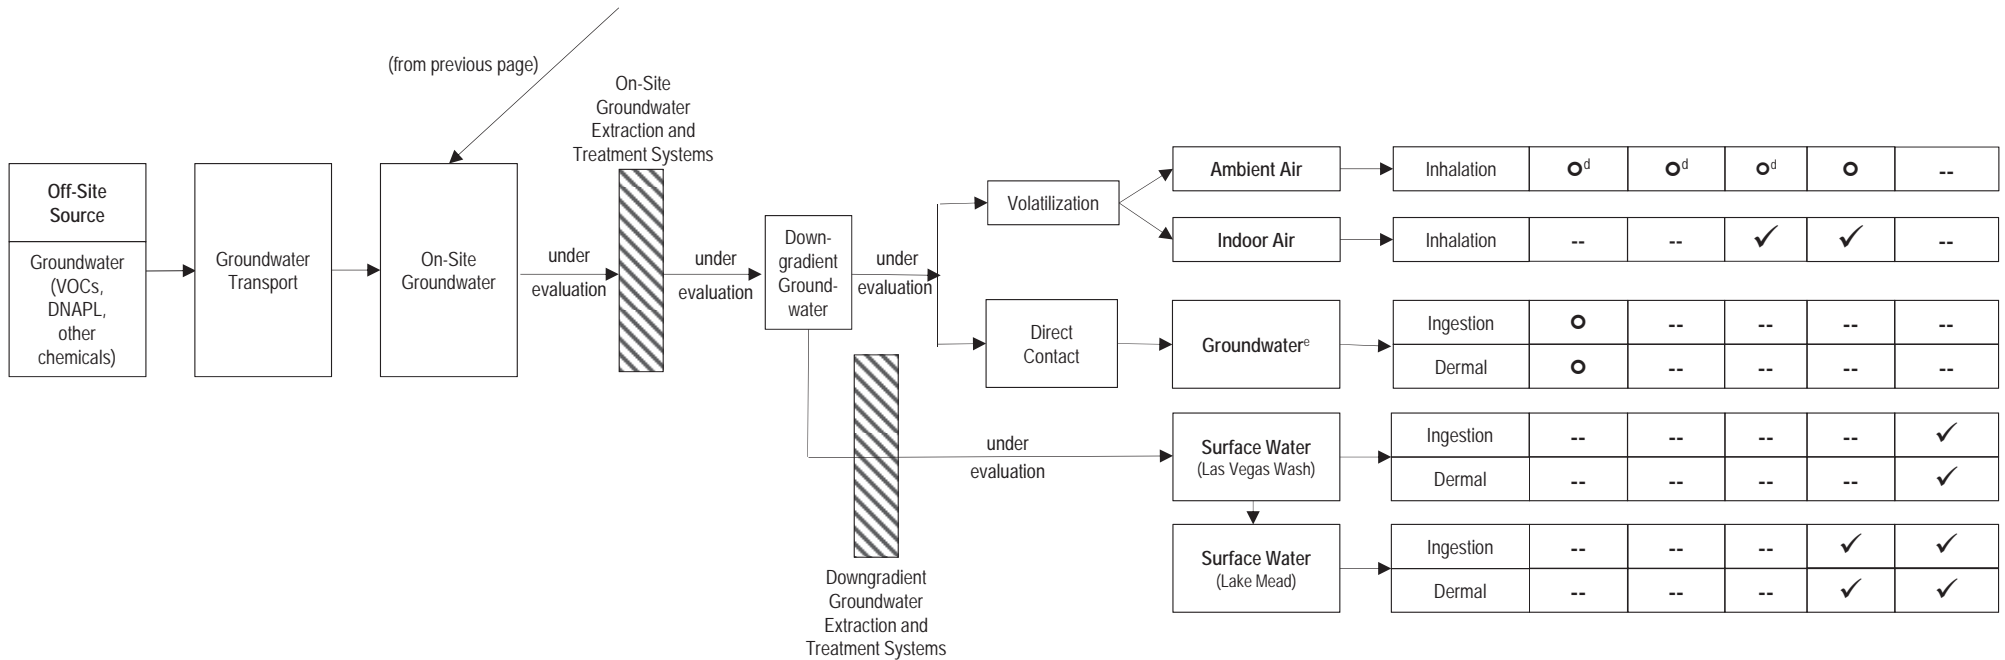 (from previous page)
On-Site
Groundwater
Extraction and
Treatment Systems
Off-Site
Source
Groundwater
(VOCs,
DNAPL,
other
chemicals)
Groundwater
Transport
On-Site
Groundwater
under
evaluation
under
evaluation
Down-
gradient
Ground-
water
under
evaluation
Volatilization
Direct
Contact
under
evaluation
Downgradient
Groundwater
Extraction and
Treatment Systems
Ambient Air
Inhalation d d d --
Indoor Air
Inhalation -- -- ✓ ✓ --
Groundwater^e
Ingestion -- -- -- --
Dermal -- -- -- --
Surface Water
(Las Vegas Wash)
Ingestion -- -- -- -- ✓
Dermal -- -- -- -- ✓
Surface Water
(Lake Mead)
Ingestion -- -- -- ✓ ✓
Dermal -- -- -- ✓ ✓